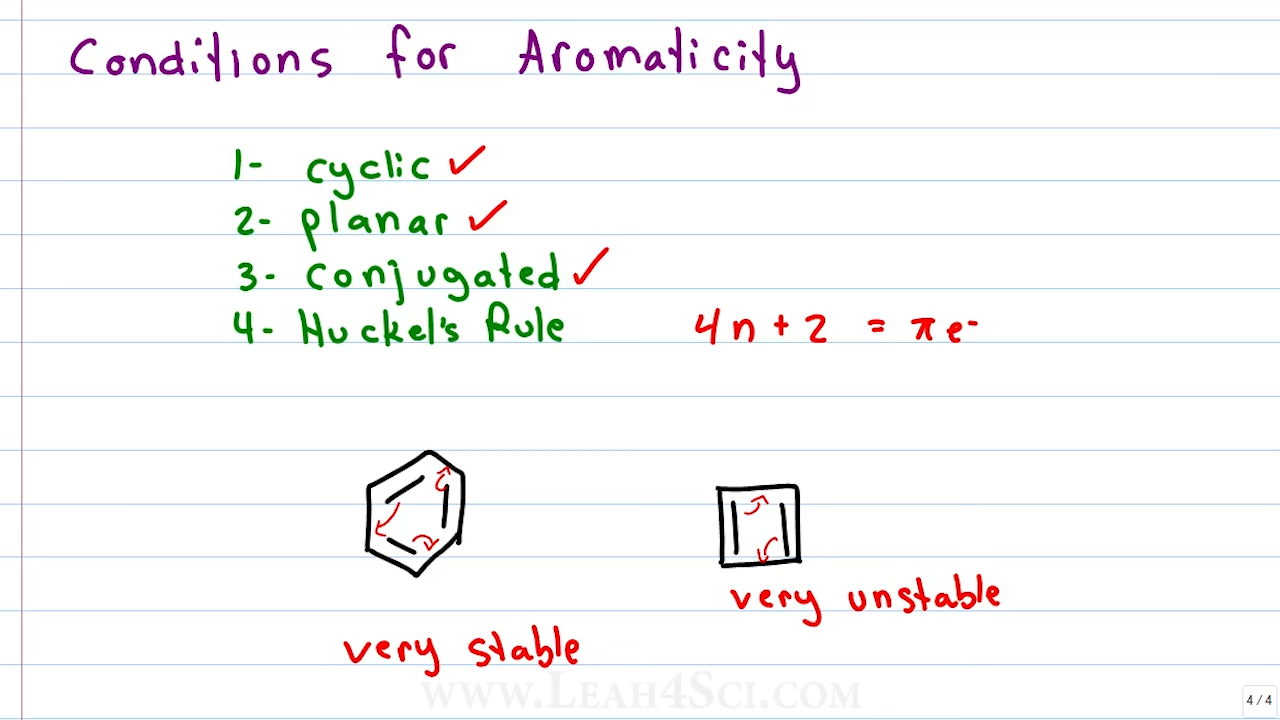 Conditions for Aromaticity
1- cyclic ✓
2- planar ✓
3- conjugated ✓
4- Huckel's Rule 4n + 2 = π e-
very unstable
very stable
www.Leah4Sci.com
4 / 4